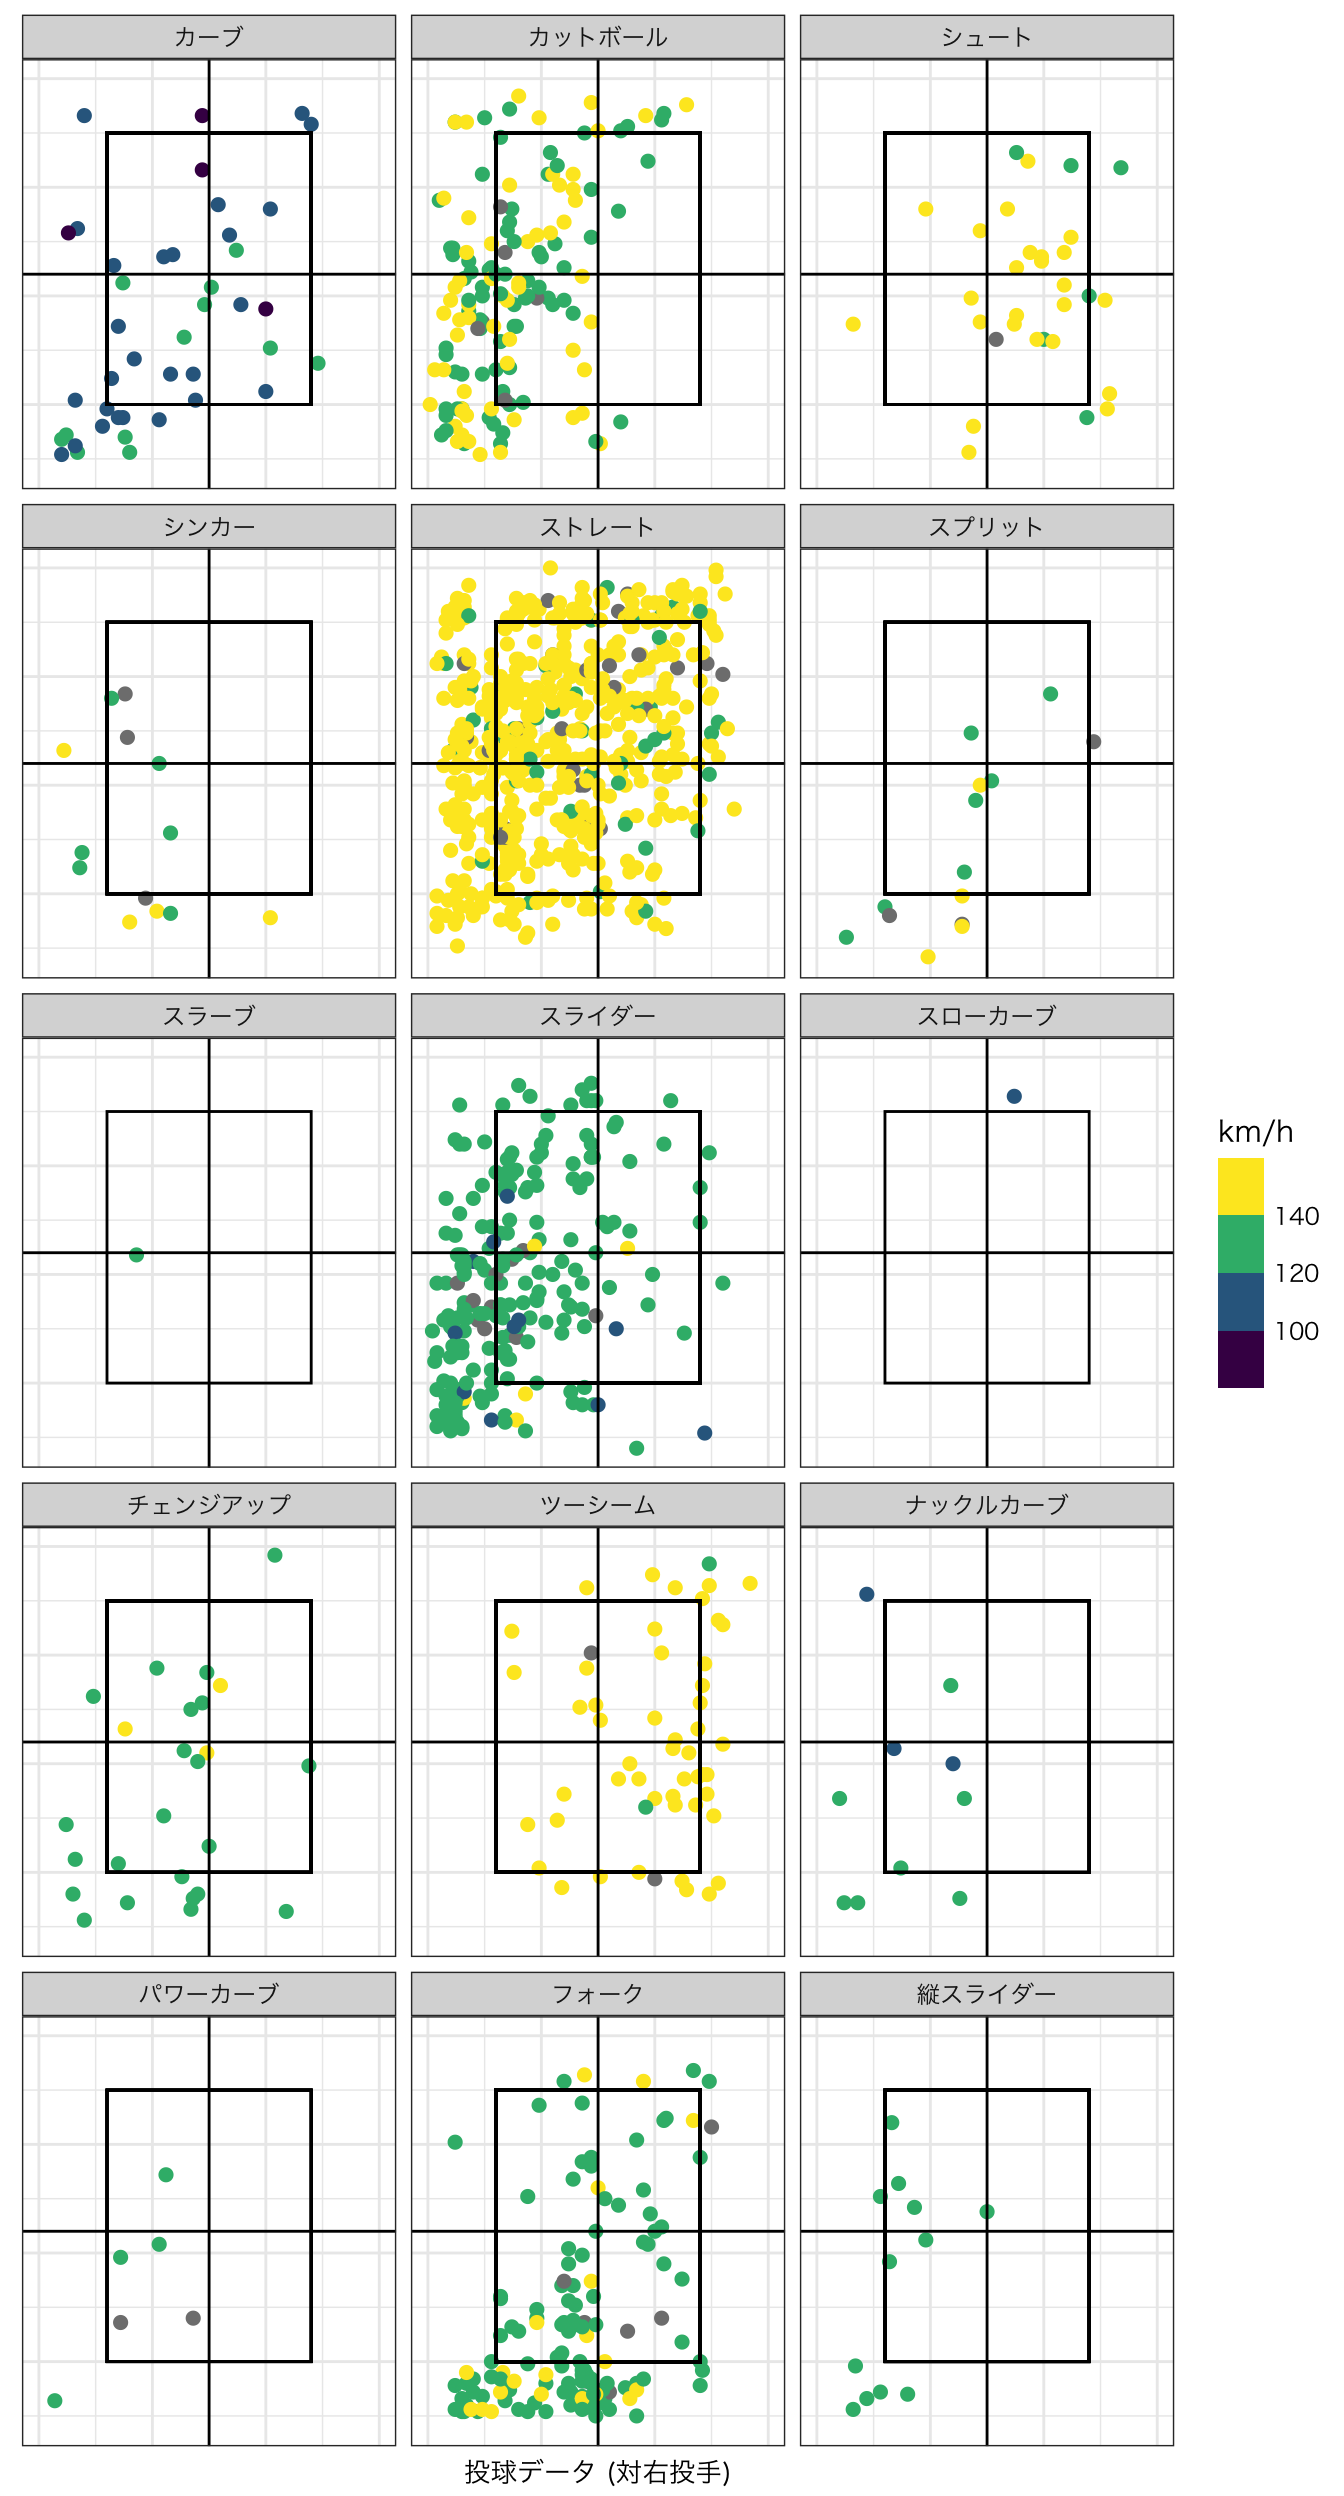 カーブ
カットボール
シュート
シンカー
ストレート
スプリット
スラーブ
スライダー
スローカーブ
km/h
140
120
100
チェンジアップ
ツーシーム
ナックルカーブ
パワーカーブ
フォーク
縦スライダー
投球データ (対右投手)